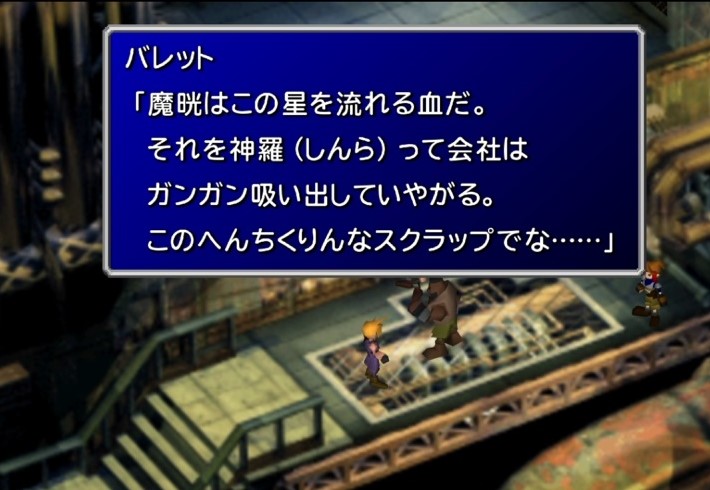 バレット
「魔晄はこの星を流れる血だ。
それを神羅(しんら)って会社は
ガンガン吸い出していやがる。
このへんちくりんなスクラップでな……」